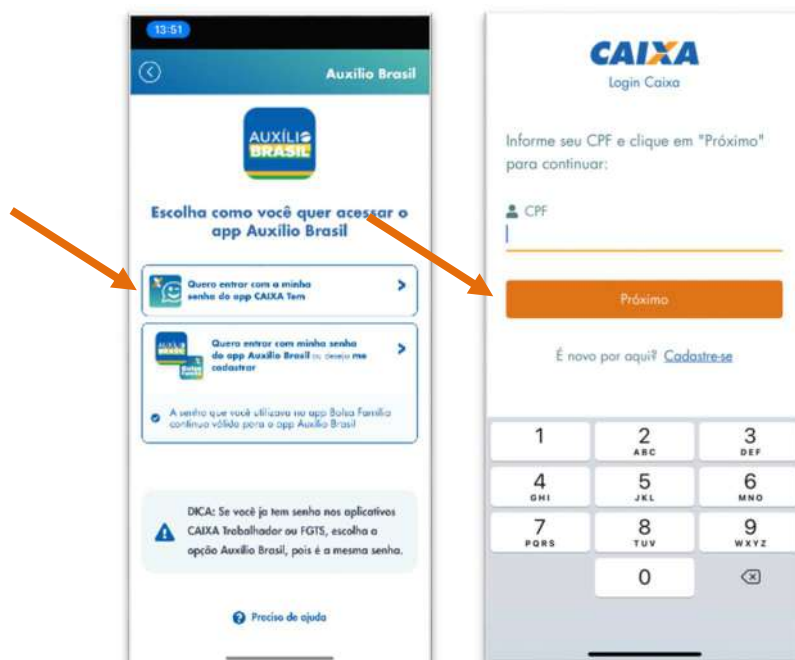 13:51
Auxílio Brasil
AUXÍLIO
BRASIL
Escolha como você quer acessar o
app Auxílio Brasil
Quero entrar com a minha
senha do app CAIXA Tem
AUXÍLIO
BRASIL
Bolsa
Família
Quero entrar com minha senha
do app Auxílio Brasil ou desejo me
cadastrar
A senha que você utilizava no app Bolsa Família
continua válida para o app Auxílio Brasil
DICA: Se você ja tem senha nos aplicativos
CAIXA Trabalhador ou FGTS, escolha a
opção Auxílio Brasil, pois é a mesma senha.
Preciso de ajuda
CAIXA
Login Caixa
Informe seu CPF e clique em "Próximo"
para continuar:
CPF
Próximo
É novo por aqui? Cadastre-se
1 2 3
ABC DEF
4 5 6
GHI JKL MNO
7 8 9
PQRS TUV WXYZ
0